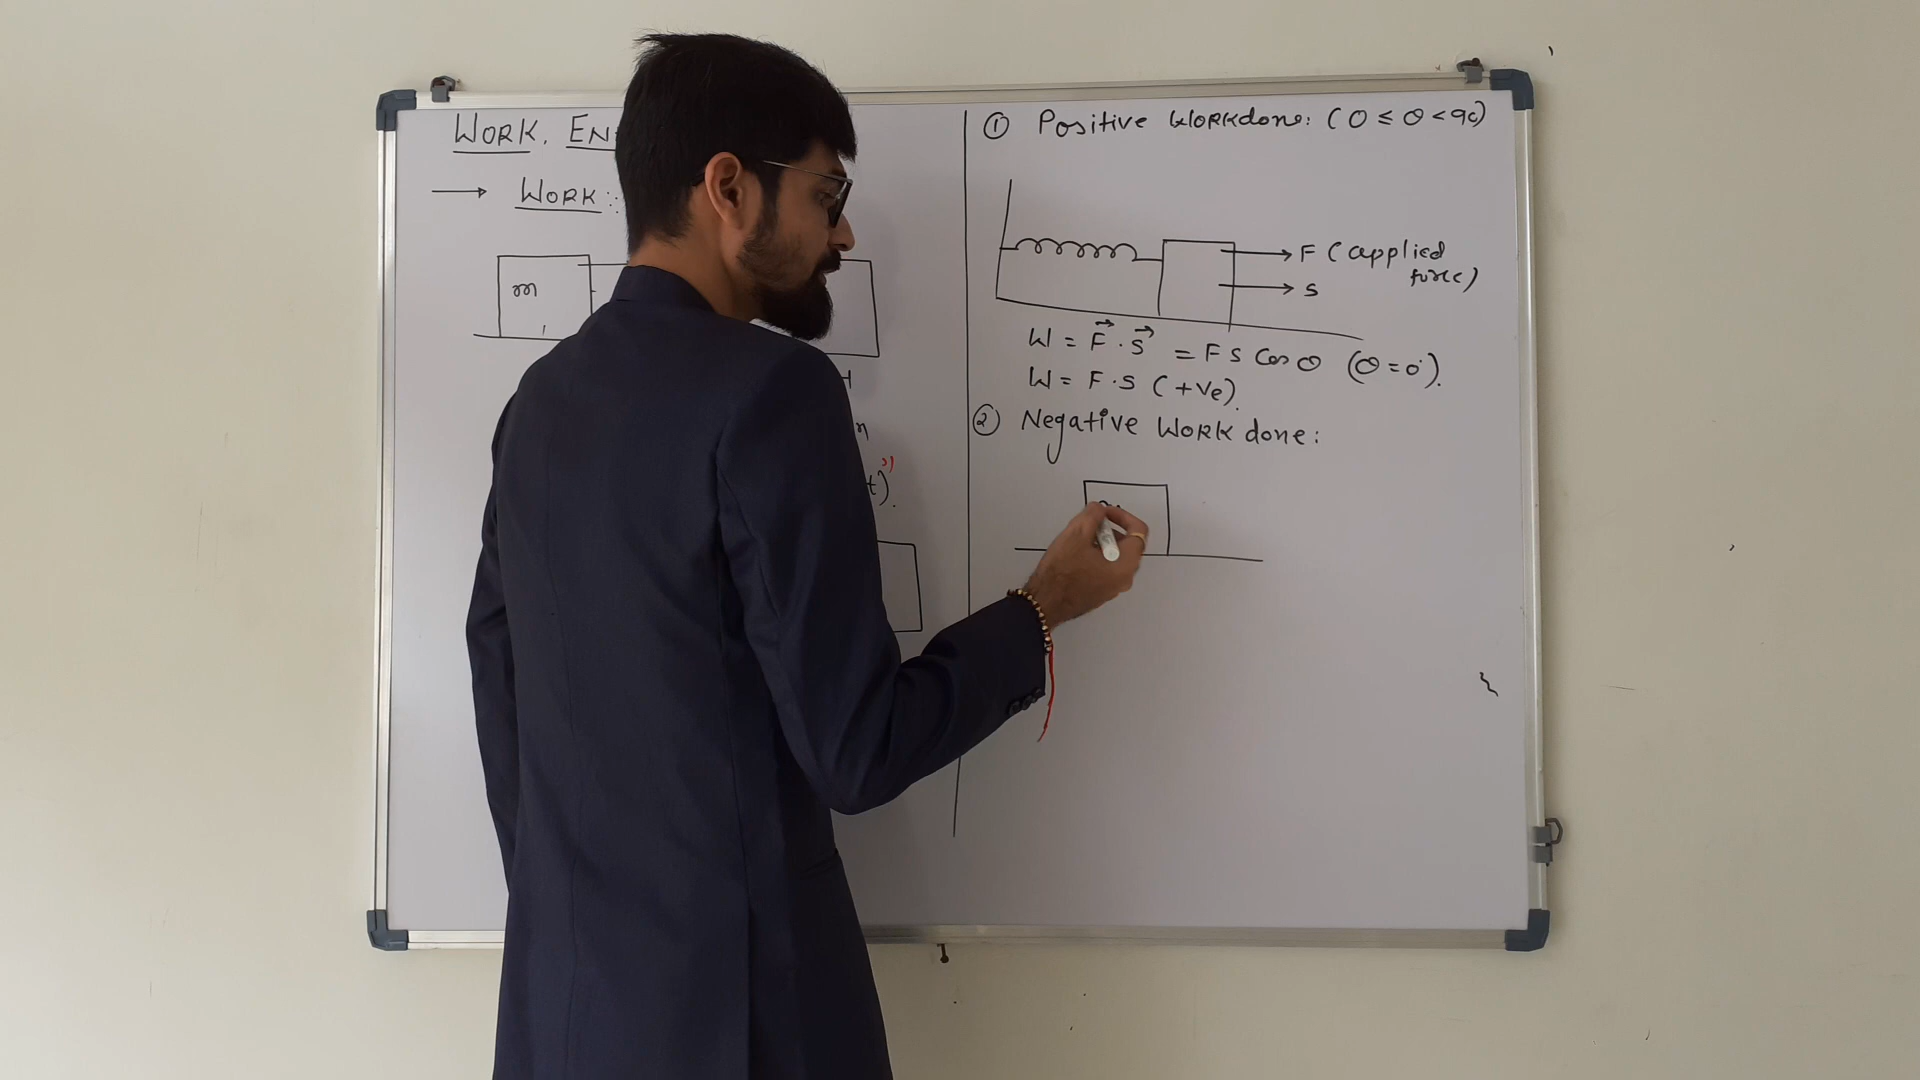 WORK, EN
→ WORK:
m
t).
① Positive Workdone: (0 ≤ θ < 90)
F (applied
force)
S
W = F⃗ . S⃗ = F S Cos θ (θ = 0°).
W = F . S (+ve).
② Negative Work done: